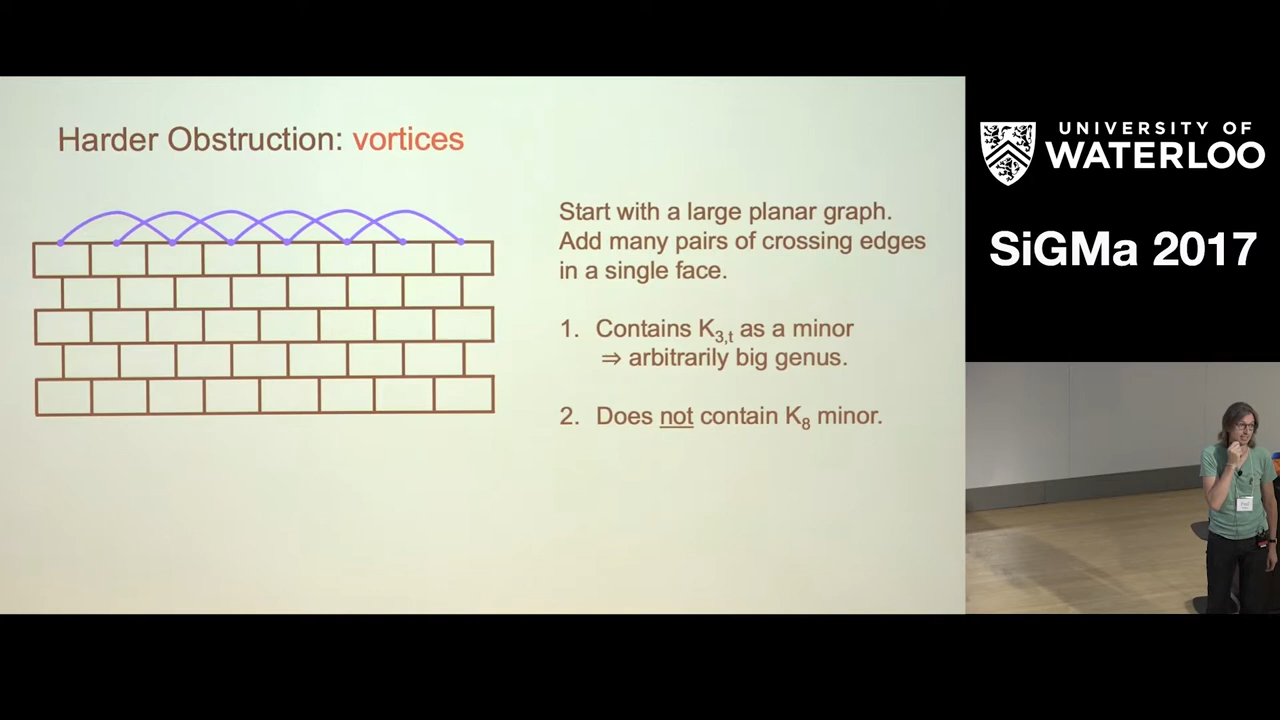 Harder Obstruction: vortices
Start with a large planar graph.
Add many pairs of crossing edges
in a single face.
1. Contains K3,t as a minor
⇒ arbitrarily big genus.
2. Does not contain K8 minor.
UNIVERSITY OF
WATERLOO
SiGMa 2017